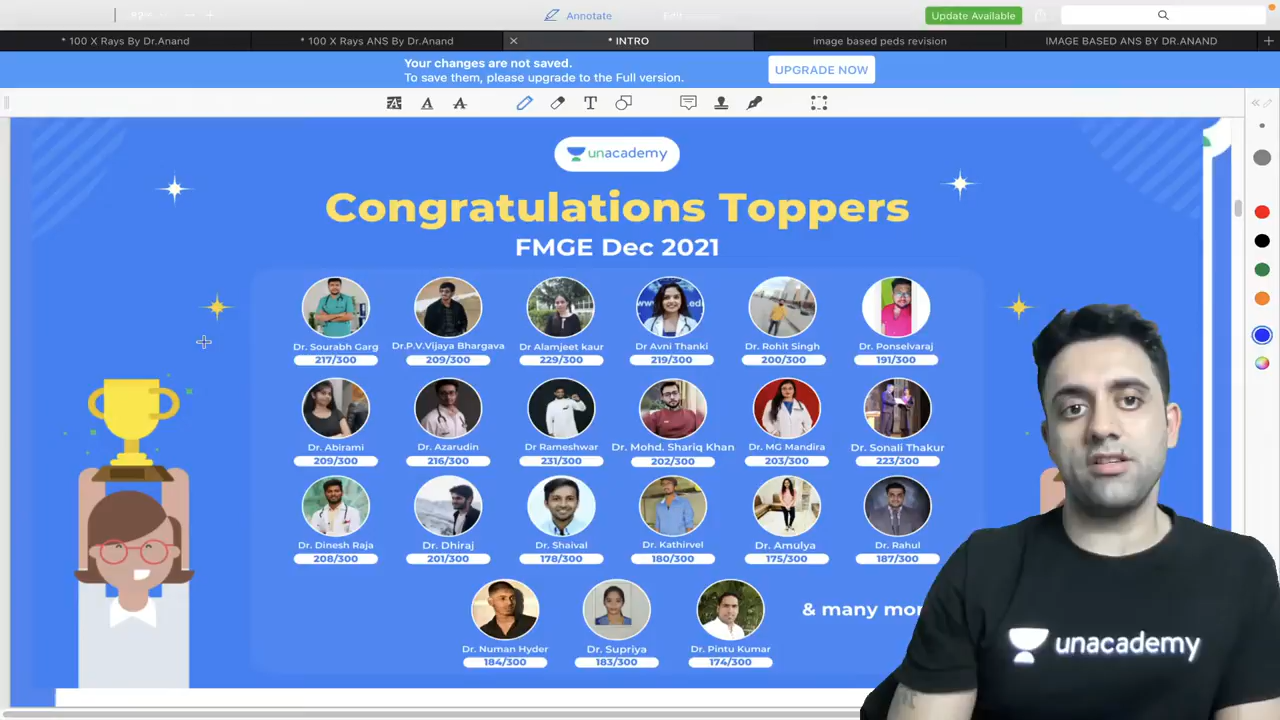 Annotate
Edit
Update Available
* 100 X Rays By Dr.Anand
* 100 X Rays ANS By Dr.Anand
* INTRO
image based peds revision
IMAGE BASED ANS BY DR.ANAND
Your changes are not saved.
To save them, please upgrade to the Full version.
UPGRADE NOW
unacademy
Congratulations Toppers
FMGE Dec 2021
Dr. Sourabh Garg
Dr.P.V.Vijaya Bhargava
Dr Alamjeet kaur
Dr Avni Thanki
Dr. Rohit Singh
Dr. Ponselvaraj
217/300
209/300
229/300
219/300
200/300
191/300
Dr. Abirami
Dr. Azarudin
Dr Rameshwar
Dr. Mohd. Shariq Khan
Dr. MG Mandira
Dr. Sonali Thakur
209/300
216/300
231/300
202/300
203/300
223/300
Dr. Dinesh Raja
Dr. Dhiraj
Dr. Shaival
Dr. Kathirvel
Dr. Amulya
Dr. Rahul
208/300
201/300
178/300
180/300
175/300
187/300
& many mor
Dr. Numan Hyder
Dr. Supriya
Dr. Pintu Kumar
184/300
183/300
174/300
unacademy